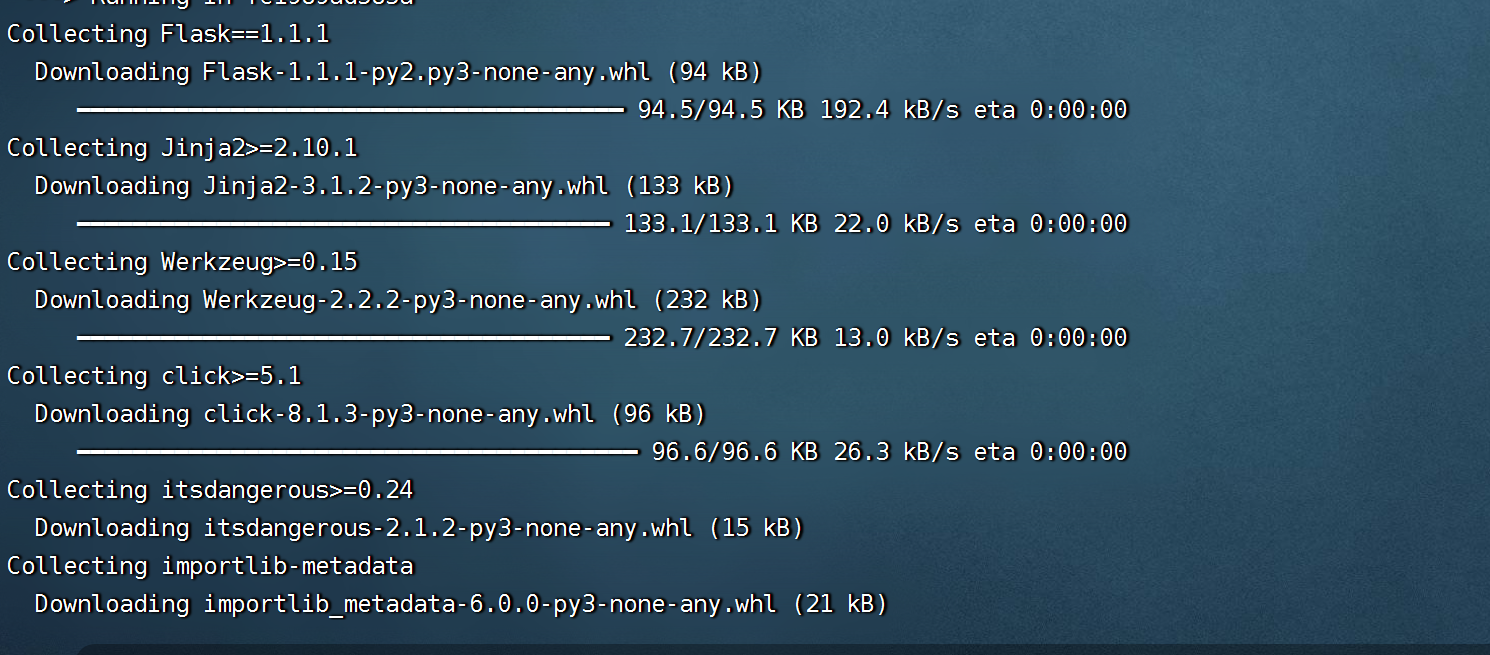 Collecting Flask==1.1.1
Downloading Flask-1.1.1-py2.py3-none-any.whl (94 kB)
94.5/94.5 KB 192.4 kB/s eta 0:00:00
Collecting Jinja2>=2.10.1
Downloading Jinja2-3.1.2-py3-none-any.whl (133 kB)
133.1/133.1 KB 22.0 kB/s eta 0:00:00
Collecting Werkzeug>=0.15
Downloading Werkzeug-2.2.2-py3-none-any.whl (232 kB)
232.7/232.7 KB 13.0 kB/s eta 0:00:00
Collecting click>=5.1
Downloading click-8.1.3-py3-none-any.whl (96 kB)
96.6/96.6 KB 26.3 kB/s eta 0:00:00
Collecting itsdangerous>=0.24
Downloading itsdangerous-2.1.2-py3-none-any.whl (15 kB)
Collecting importlib-metadata
Downloading importlib_metadata-6.0.0-py3-none-any.whl (21 kB)